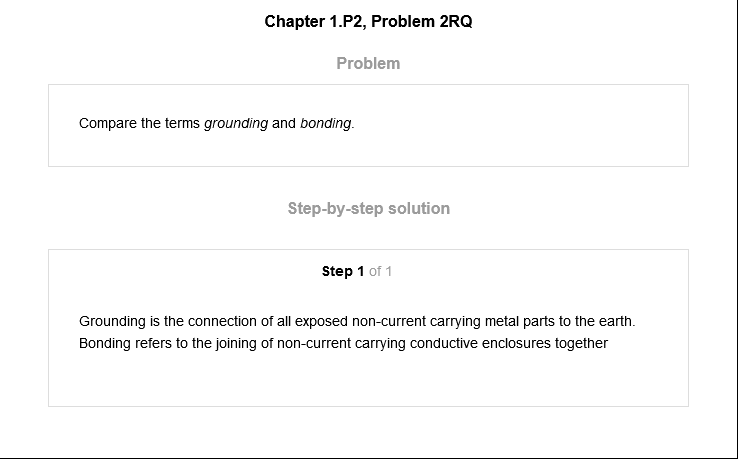 Chapter 1.P2, Problem 2RQ
Problem
Compare the terms grounding and bonding.
Step-by-step solution
Step 1 of 1
Grounding is the connection of all exposed non-current carrying metal parts to the earth.
Bonding refers to the joining of non-current carrying conductive enclosures together